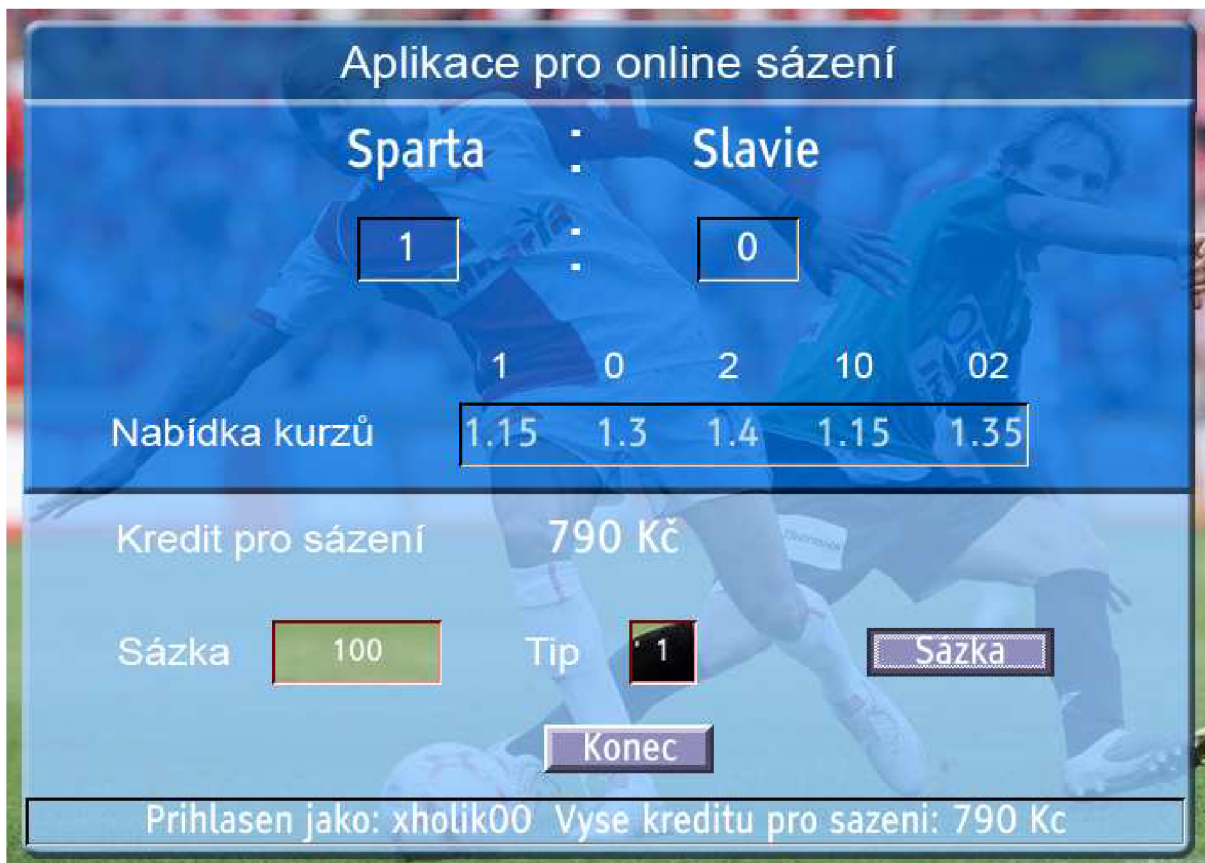 Aplikace pro online sázení
Sparta : Slavie
1 : 0
1 0 2 10 02
Nabídka kurzů 1.15 1.3 1.4 1.15 1.35
Kredit pro sázení 790 Kč
Sázka 100 Tip 1 Sázka
Konec
Prihlasen jako: xholik00 Vyse kreditu pro sazeni: 790 Kc